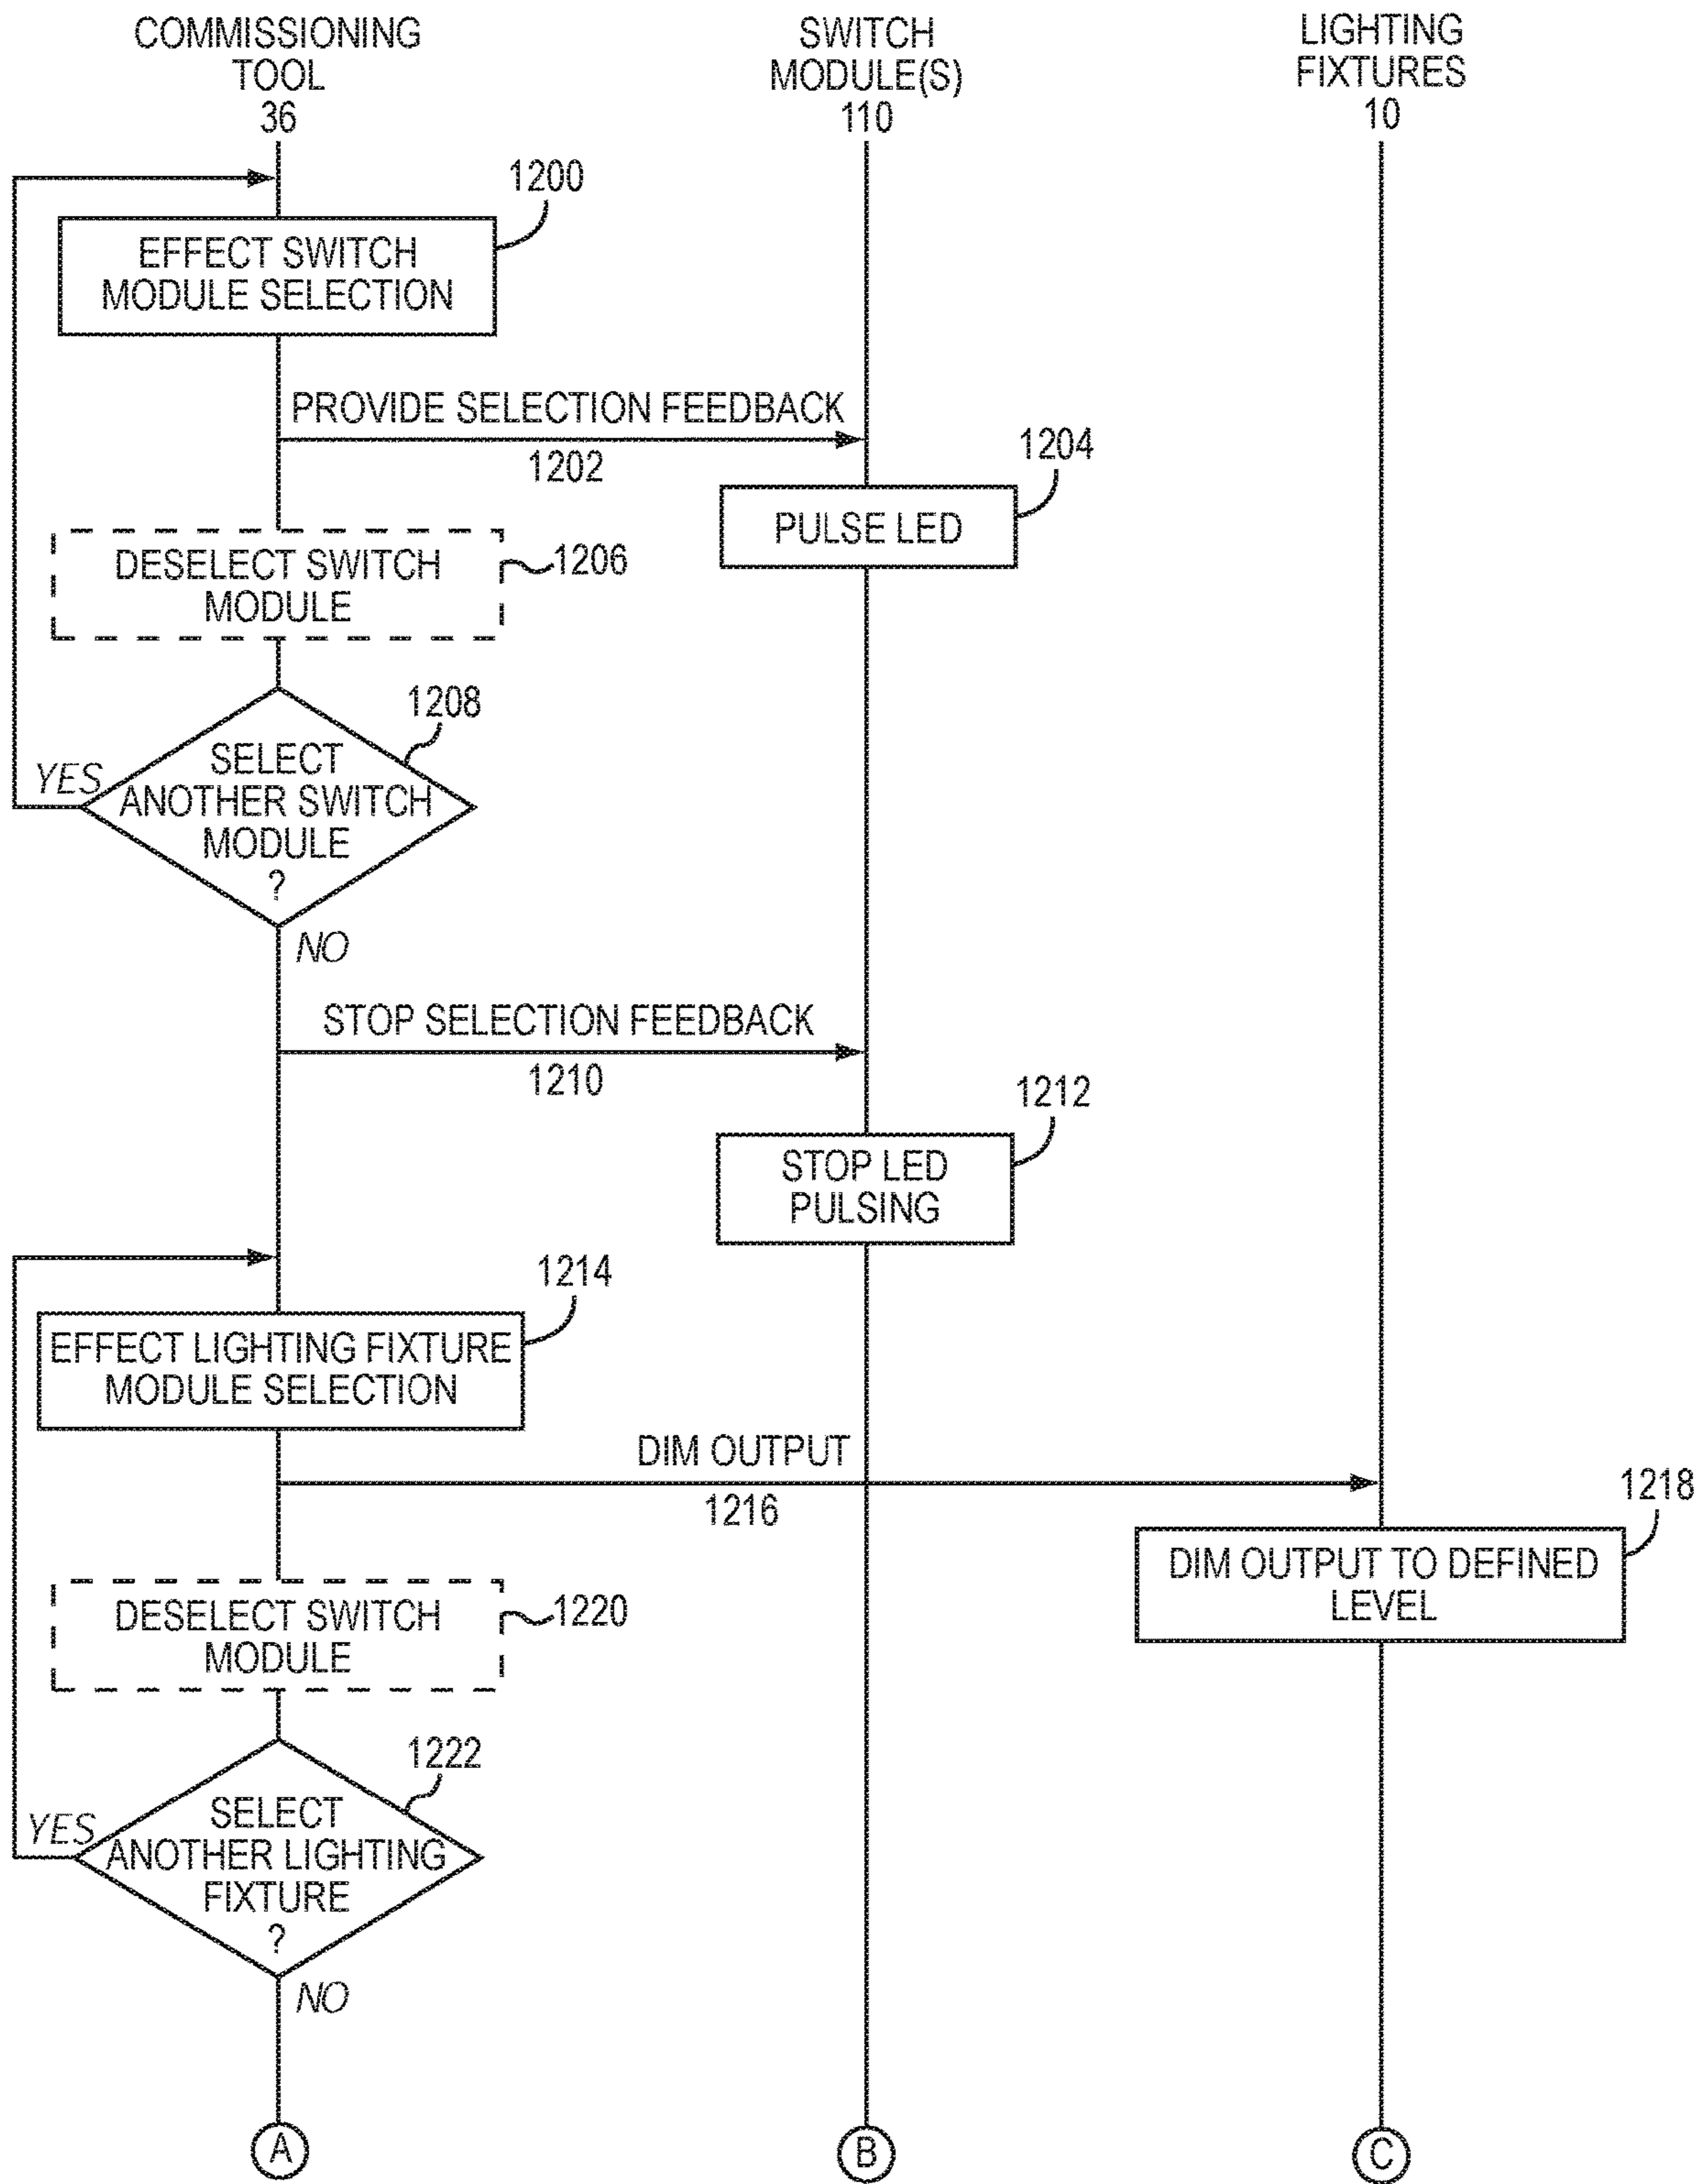 COMMISSIONING
TOOL
36
SWITCH
MODULE(S)
110
LIGHTING
FIXTURES
10
1200
EFFECT SWITCH
MODULE SELECTION
PROVIDE SELECTION FEEDBACK
1202
1204
PULSE LED
DESELECT SWITCH
MODULE
1206
1208
SELECT
ANOTHER SWITCH
MODULE
?
YES
NO
STOP SELECTION FEEDBACK
1210
1212
STOP LED
PULSING
1214
EFFECT LIGHTING FIXTURE
MODULE SELECTION
DIM OUTPUT
1216
1218
DIM OUTPUT TO DEFINED
LEVEL
DESELECT SWITCH
MODULE
1220
1222
SELECT
ANOTHER LIGHTING
FIXTURE
?
YES
NO
A
B
C